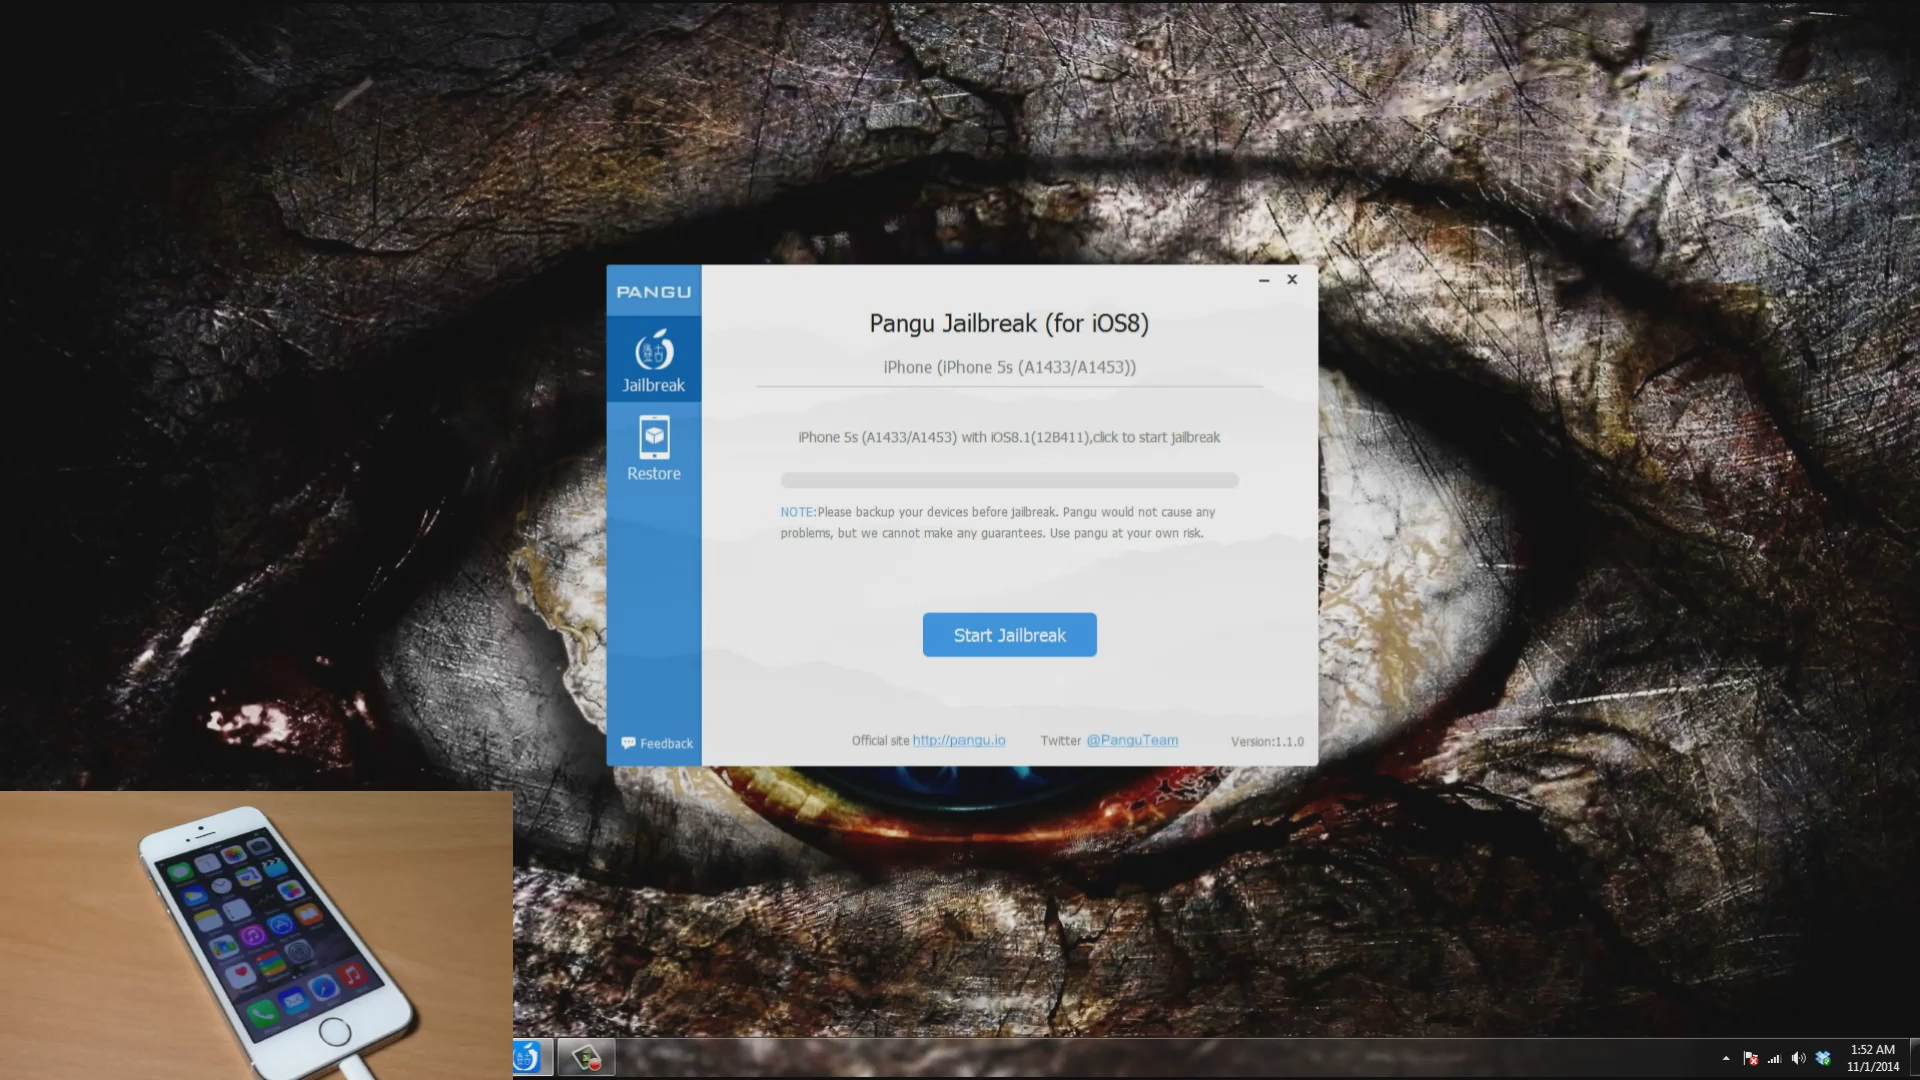 PANGU
Jailbreak
Restore
Feedback
Pangu Jailbreak (for iOS8)
iPhone (iPhone 5s (A1433/A1453))
iPhone 5s (A1433/A1453) with iOS8.1(12B411),click to start jailbreak
NOTE:Please backup your devices before jailbreak. Pangu would not cause any
problems, but we cannot make any guarantees. Use pangu at your own risk.
Start Jailbreak
Official site http://pangu.io Twitter @PanguTeam Version:1.1.0
1:52 AM
11/1/2014